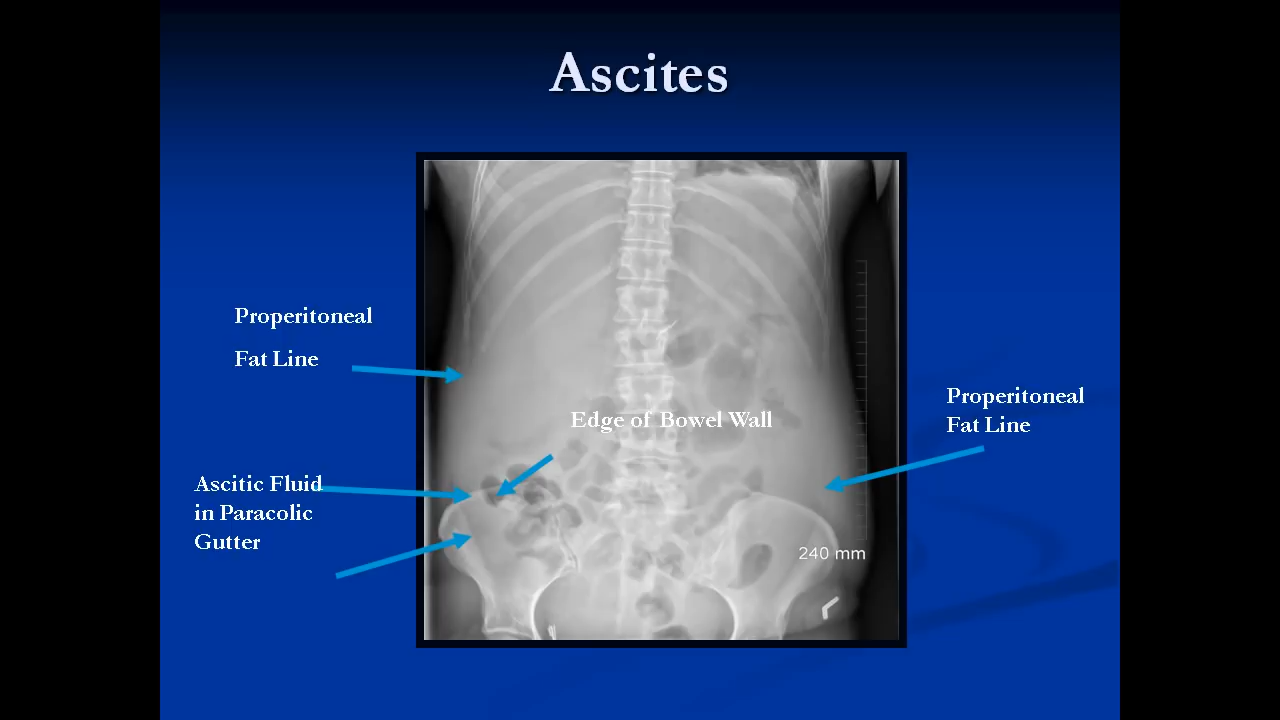 Ascites
Properitoneal
Fat Line
Edge of Bowel Wall
Ascitic Fluid
in Paracolic
Gutter
Properitoneal
Fat Line
240 mm